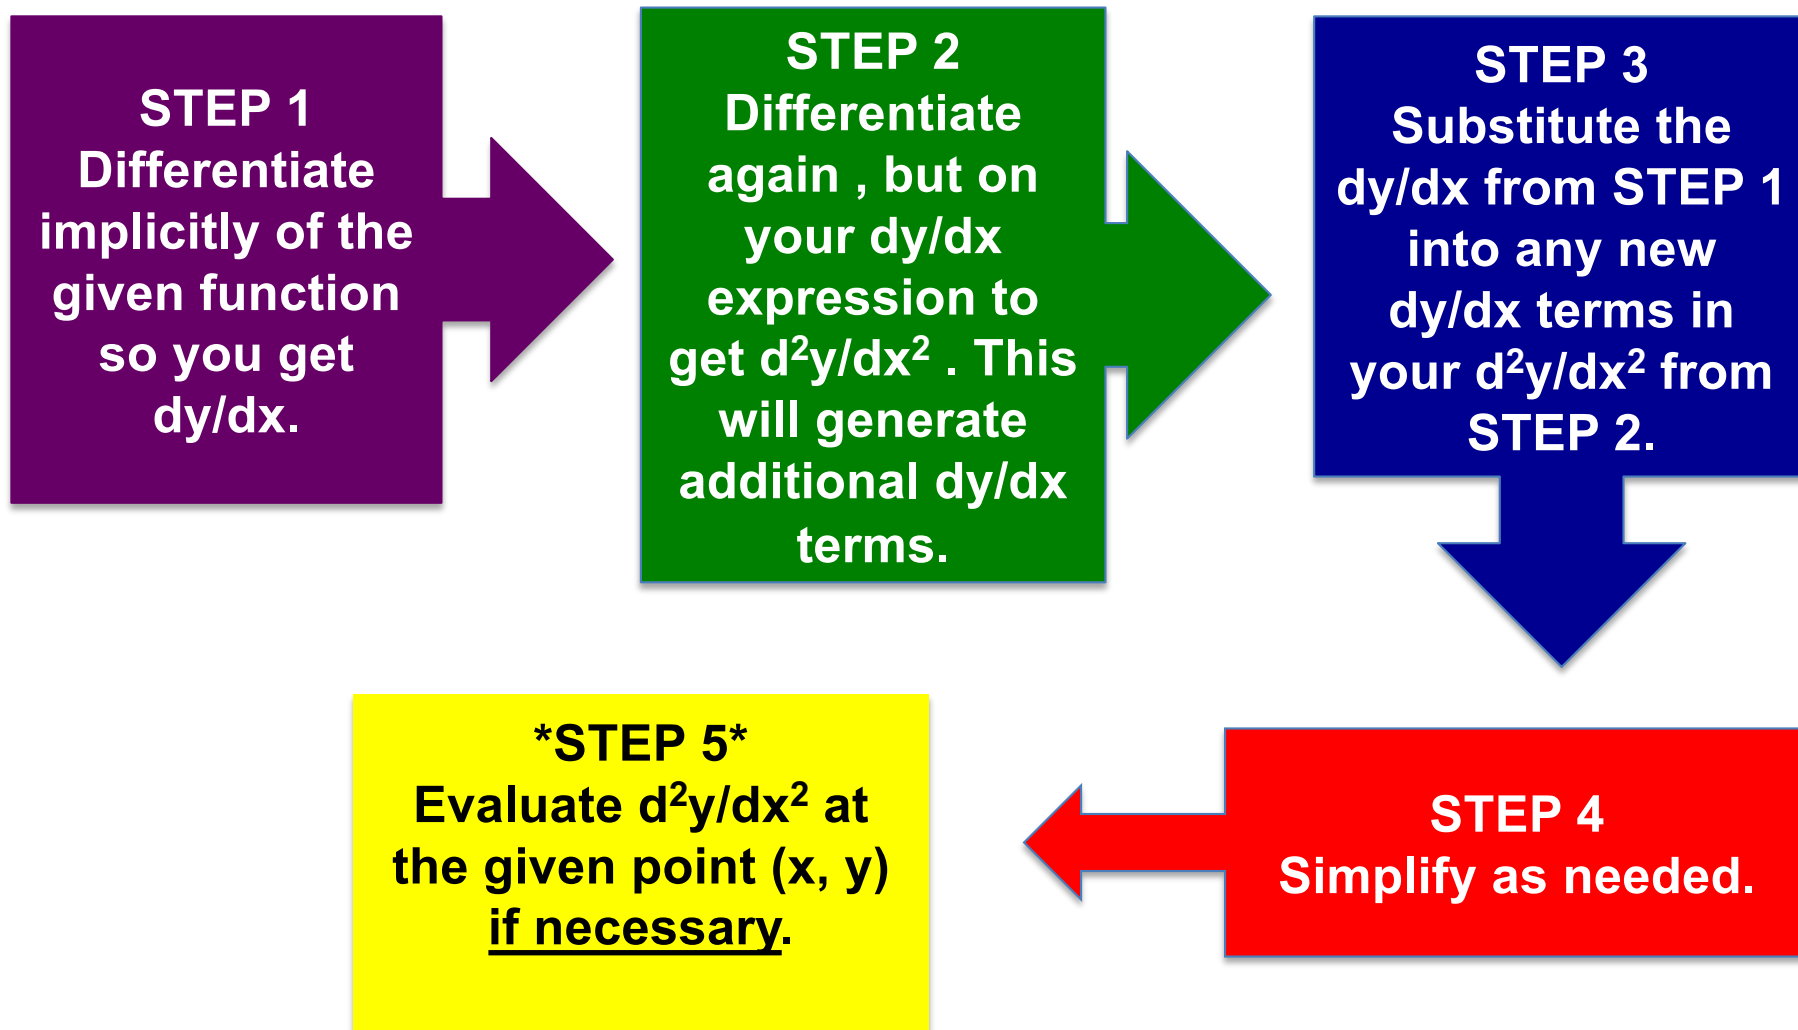 STEP 1
Differentiate
implicitly of the
given function
so you get
dy/dx.
STEP 2
Differentiate
again , but on
your dy/dx
expression to
get d²y/dx² . This
will generate
additional dy/dx
terms.
STEP 3
Substitute the
dy/dx from STEP 1
into any new
dy/dx terms in
your d²y/dx² from
STEP 2.
STEP 4
Simplify as needed.
*STEP 5*
Evaluate d²y/dx² at
the given point (x, y)
if necessary.